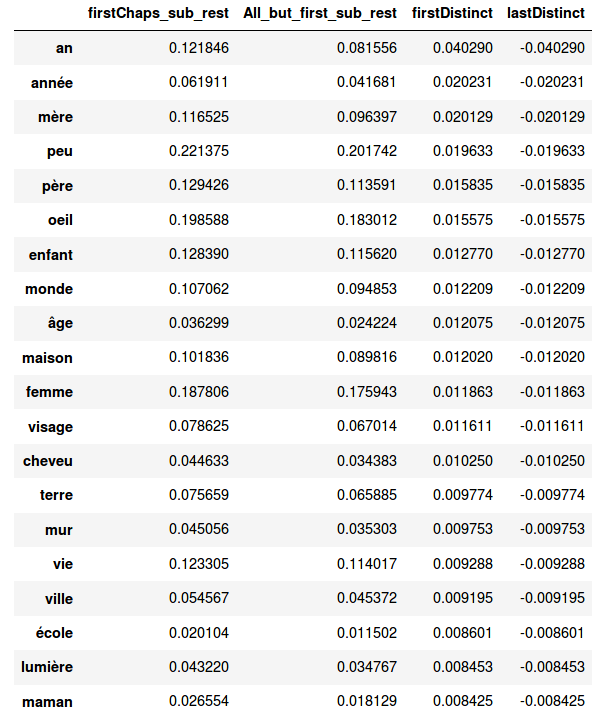 firstChaps_sub_rest All_but_first_sub_rest firstDistinct lastDistinct
an 0.121846 0.081556 0.040290 -0.040290
année 0.061911 0.041681 0.020231 -0.020231
mère 0.116525 0.096397 0.020129 -0.020129
peu 0.221375 0.201742 0.019633 -0.019633
père 0.129426 0.113591 0.015835 -0.015835
oeil 0.198588 0.183012 0.015575 -0.015575
enfant 0.128390 0.115620 0.012770 -0.012770
monde 0.107062 0.094853 0.012209 -0.012209
âge 0.036299 0.024224 0.012075 -0.012075
maison 0.101836 0.089816 0.012020 -0.012020
femme 0.187806 0.175943 0.011863 -0.011863
visage 0.078625 0.067014 0.011611 -0.011611
cheveu 0.044633 0.034383 0.010250 -0.010250
terre 0.075659 0.065885 0.009774 -0.009774
mur 0.045056 0.035303 0.009753 -0.009753
vie 0.123305 0.114017 0.009288 -0.009288
ville 0.054567 0.045372 0.009195 -0.009195
école 0.020104 0.011502 0.008601 -0.008601
lumière 0.043220 0.034767 0.008453 -0.008453
maman 0.026554 0.018129 0.008425 -0.008425